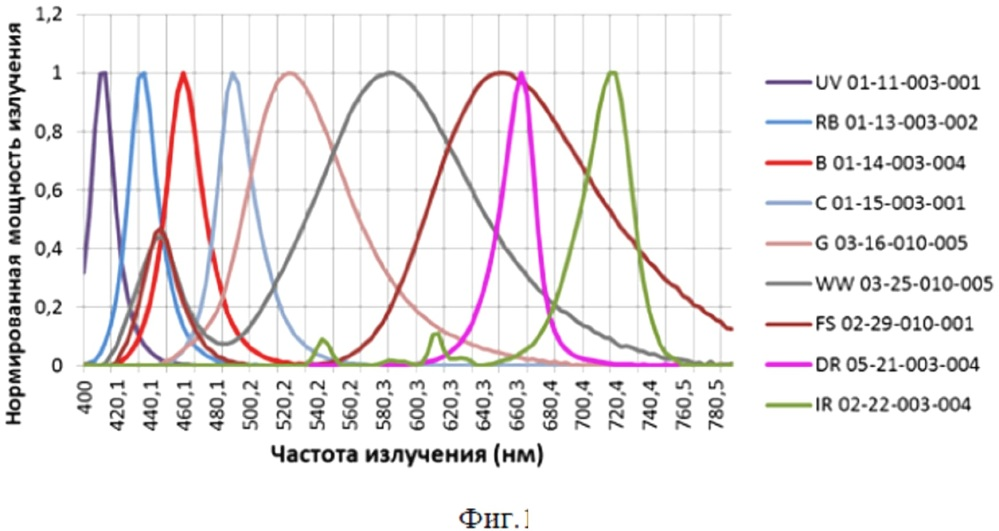 Нормированная мощность излучения
1,2
1
0,8
0,6
0,4
0,2
0
400
420,1
440,1
460,1
480,1
500,2
520,2
540,2
560,2
580,3
600,3
620,3
640,3
660,3
680,4
700,4
720,4
740,4
760,5
780,5
Частота излучения (нм)
UV 01-11-003-001
RB 01-13-003-002
B 01-14-003-004
C 01-15-003-001
G 03-16-010-005
WW 03-25-010-005
FS 02-29-010-001
DR 05-21-003-004
IR 02-22-003-004
Фиг.1